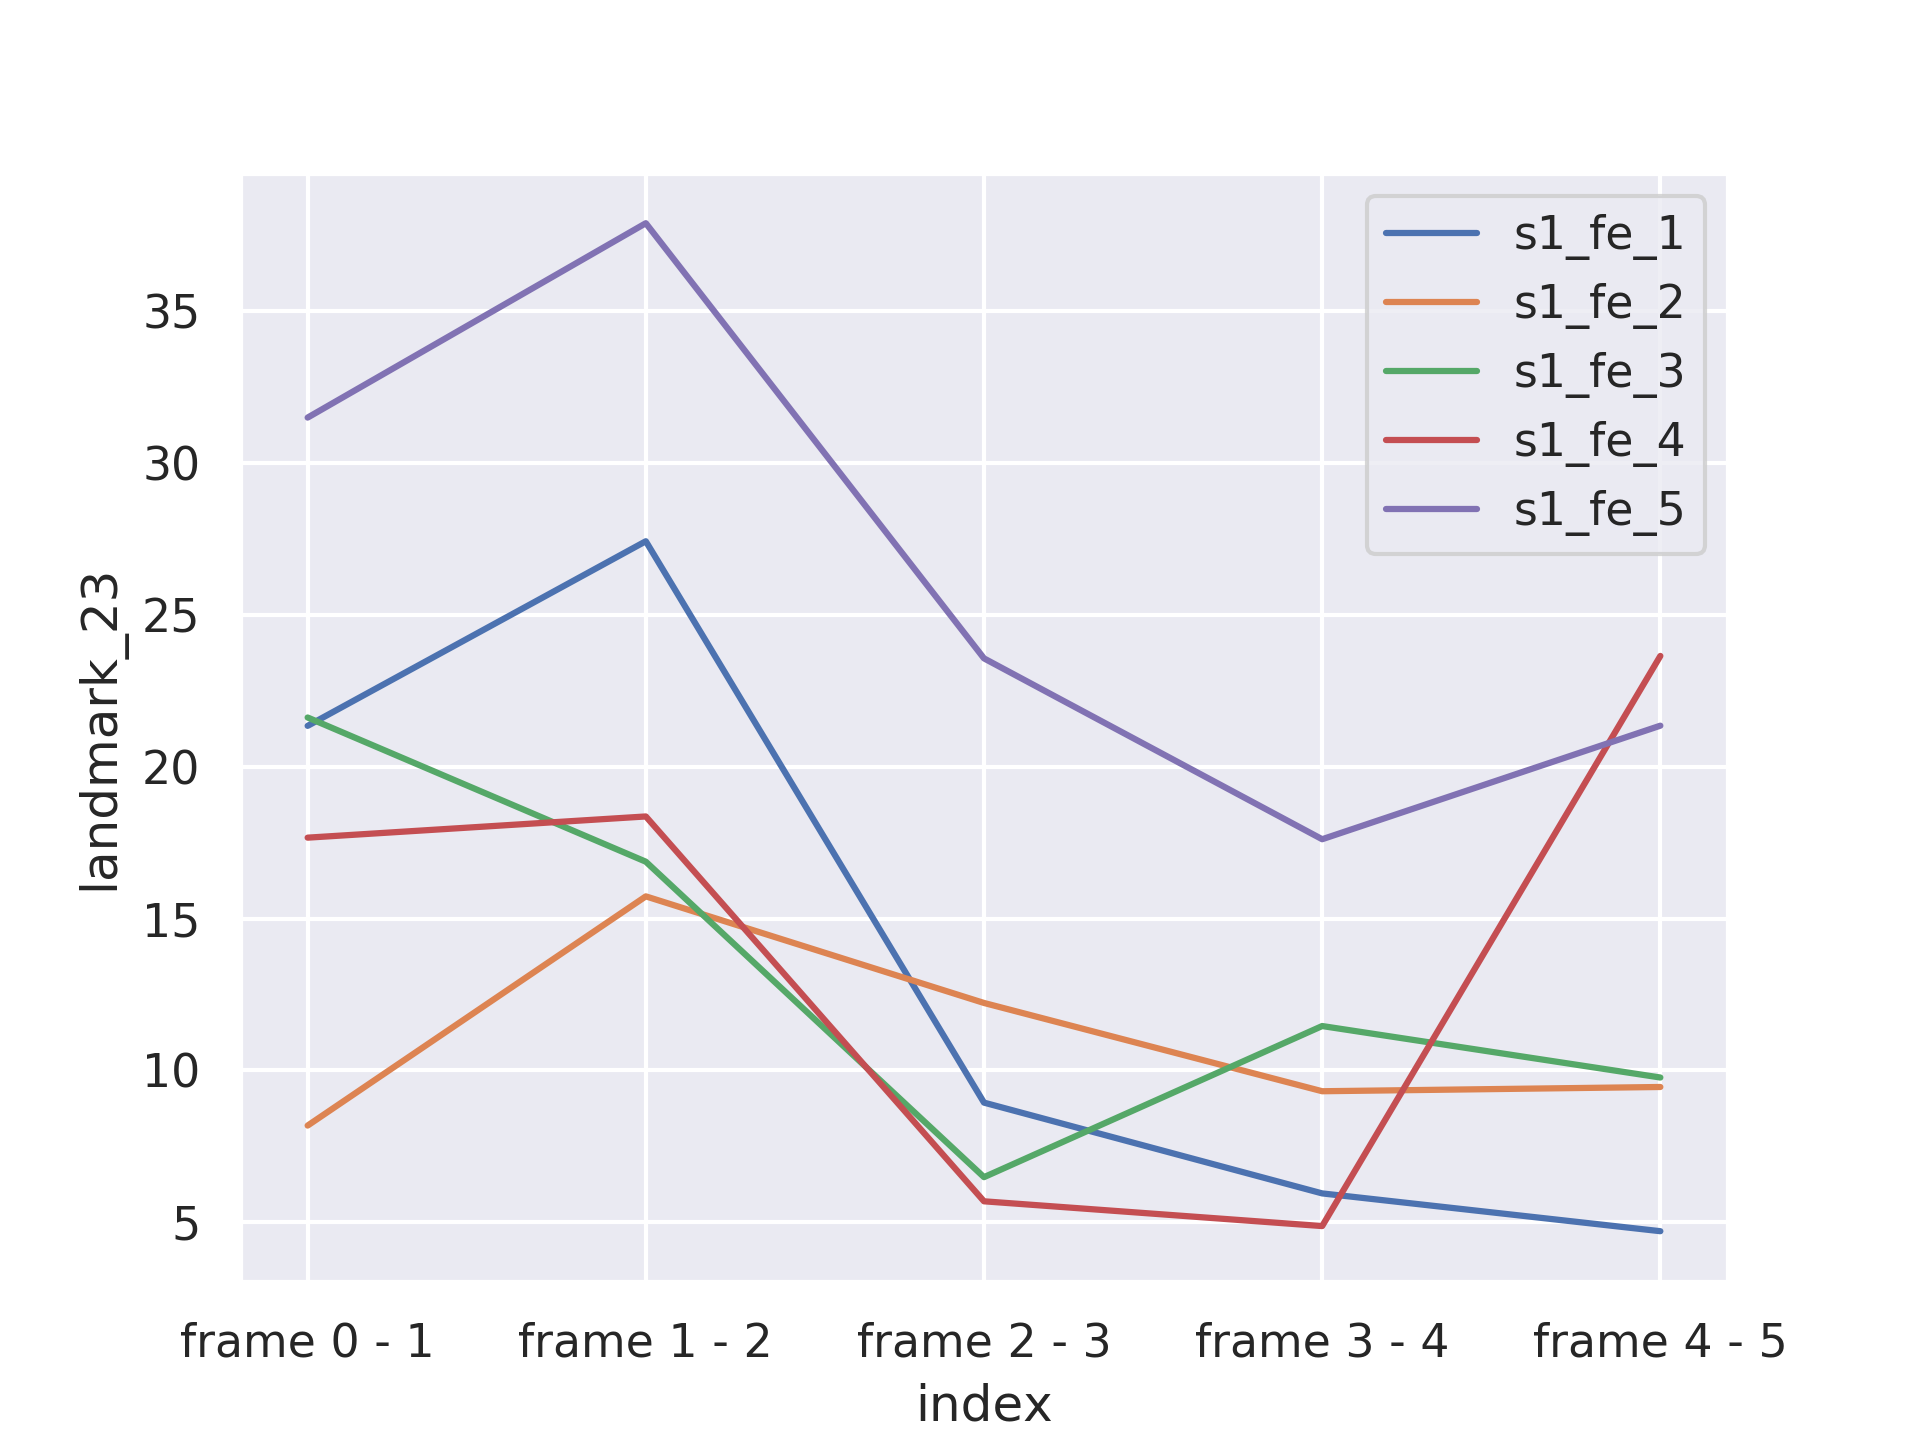 s1_fe_1
s1_fe_2
s1_fe_3
s1_fe_4
s1_fe_5
35
30
25
20
15
10
5
landmark_23
frame 0 - 1
frame 1 - 2
frame 2 - 3
frame 3 - 4
frame 4 - 5
index